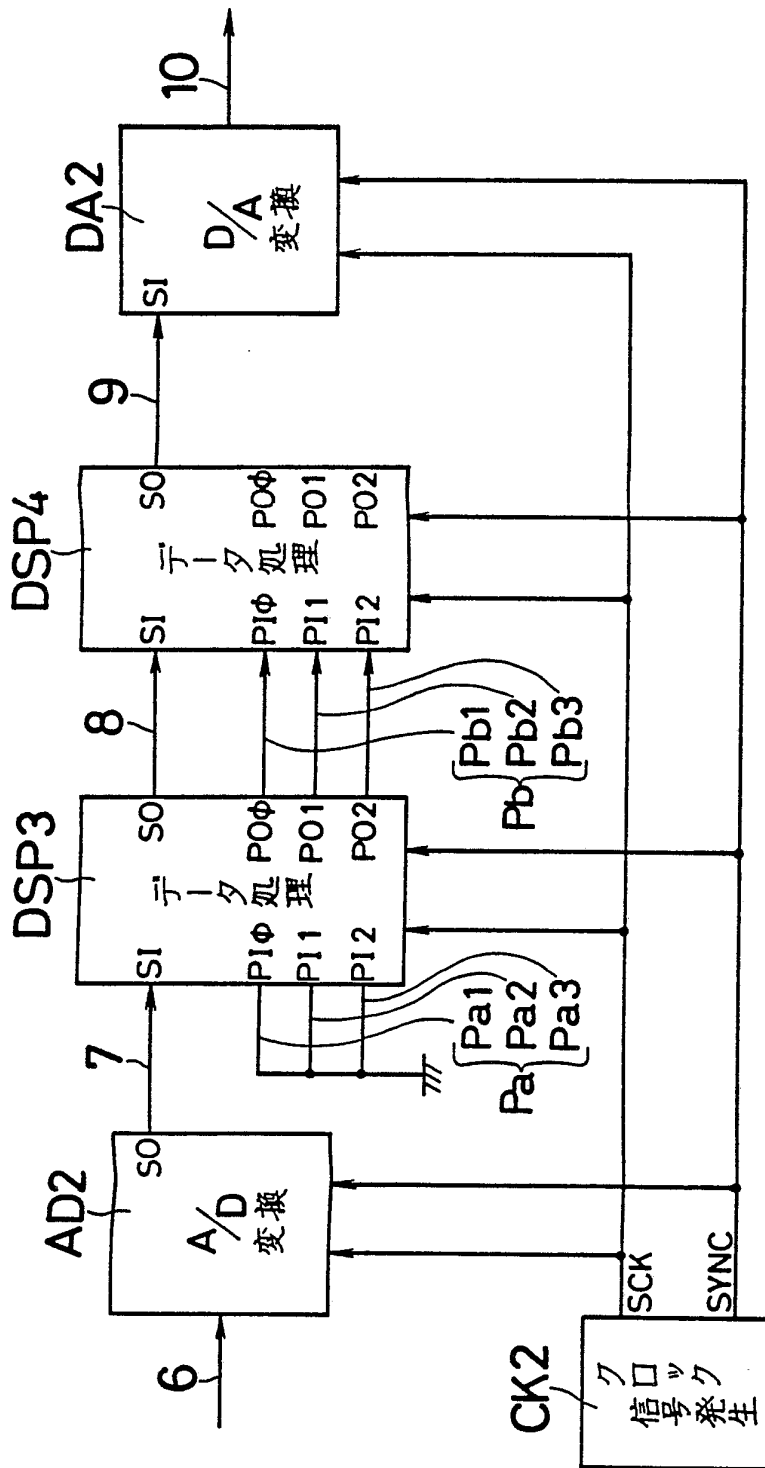 AD2
DSP3
DSP4
DA2
6
7
8
9
10
SO
A/D
変換
SI
SO
データ処理
PIΦ
POΦ
PI1
PO1
PI2
PO2
SI
SO
データ処理
PIΦ
POΦ
PI1
PO1
PI2
PO2
SI
D/A
変換
Pa
Pa1
Pa2
Pa3
Pb
Pb1
Pb2
Pb3
CK2
クロック
信号発生
SCK
SYNC